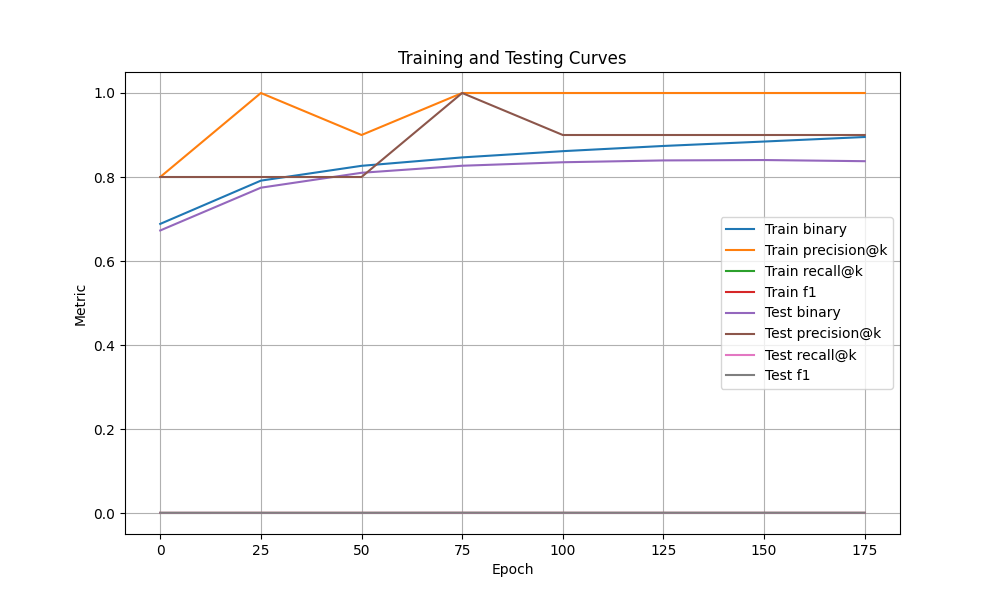 Training and Testing Curves
1.0
0.8
0.6
0.4
0.2
0.0
Metric
Train binary
Train precision@k
Train recall@k
Train f1
Test binary
Test precision@k
Test recall@k
Test f1
0 25 50 75 100 125 150 175
Epoch